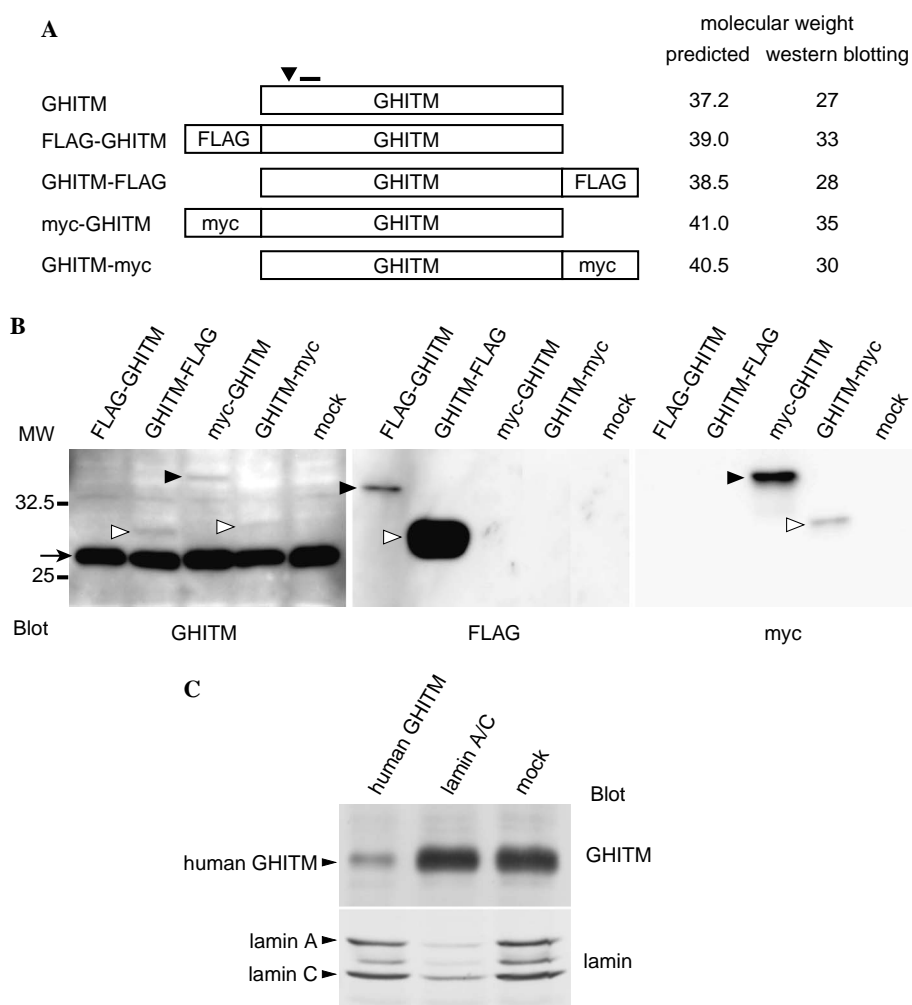 A
molecular weight
predicted western blotting
GHITM GHITM 37.2 27
FLAG-GHITM FLAG GHITM 39.0 33
GHITM-FLAG GHITM FLAG 38.5 28
myc-GHITM myc GHITM 41.0 35
GHITM-myc GHITM myc 40.5 30
B
FLAG-GHITM GHITM-FLAG myc-GHITM GHITM-myc mock FLAG-GHITM GHITM-FLAG myc-GHITM GHITM-myc mock FLAG-GHITM GHITM-FLAG myc-GHITM GHITM-myc mock
MW
32.5
25
Blot GHITM FLAG myc
C
human GHITM lamin A/C mock
Blot
human GHITM GHITM
lamin A
lamin
lamin C